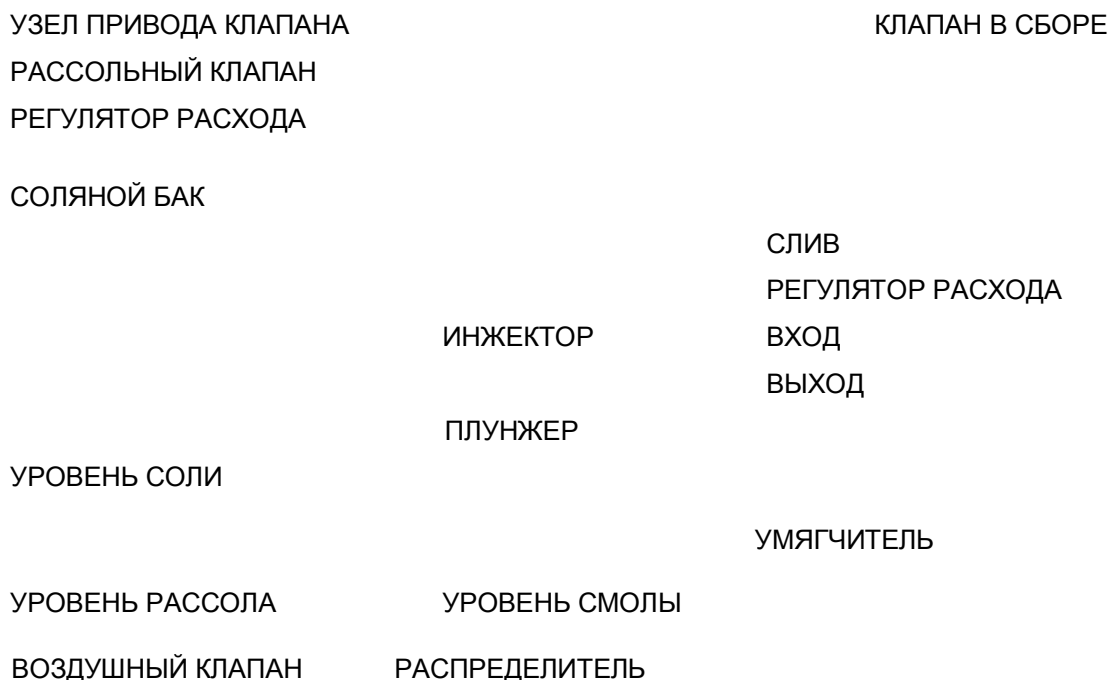 УЗЕЛ ПРИВОДА КЛАПАНА КЛАПАН В СБОРЕ
РАССОЛЬНЫЙ КЛАПАН
РЕГУЛЯТОР РАСХОДА
СОЛЯНОЙ БАК
СЛИВ
РЕГУЛЯТОР РАСХОДА
ИНЖЕКТОР ВХОД
ВЫХОД
ПЛУНЖЕР
УРОВЕНЬ СОЛИ
УМЯГЧИТЕЛЬ
УРОВЕНЬ РАССОЛА УРОВЕНЬ СМОЛЫ
ВОЗДУШНЫЙ КЛАПАН РАСПРЕДЕЛИТЕЛЬ